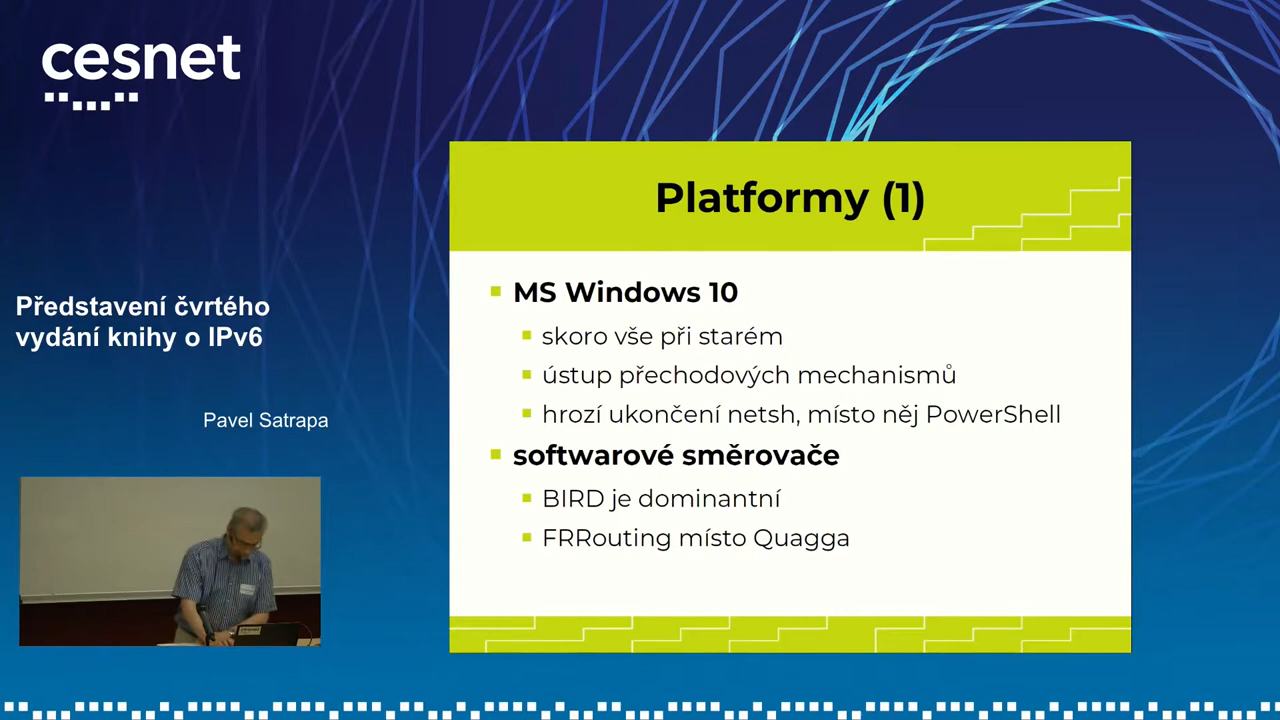 cesnet
Představení čtvrtého
vydání knihy o IPv6
Pavel Satrapa
Platformy (1)
MS Windows 10
skoro vše při starém
ústup přechodových mechanismů
hrozí ukončení netsh, místo něj PowerShell
softwarové směrovače
BIRD je dominantní
FRRouting místo Quagga